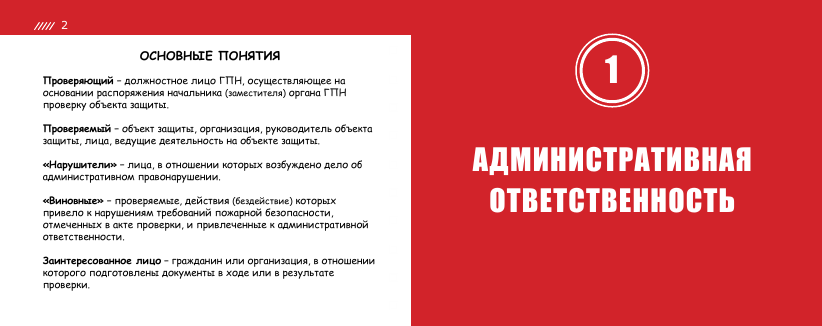 2
ОСНОВНЫЕ ПОНЯТИЯ
Проверяющий – должностное лицо ГПН, осуществляющее на
основании распоряжения начальника (заместителя) органа ГПН
проверку объекта защиты.
Проверяемый – объект защиты, организация, руководитель объекта
защиты, лица, ведущие деятельность на объекте защиты.
«Нарушители» – лица, в отношении которых возбуждено дело об
административном правонарушении.
«Виновные» – проверяемые, действия (бездействие) которых
привело к нарушениям требований пожарной безопасности,
отмеченных в акте проверки, и привлеченные к административной
ответственности.
Заинтересованное лицо – гражданин или организация, в отношении
которого подготовлены документы в ходе или в результате
проверки.
1
АДМИНИСТРАТИВНАЯ
ОТВЕТСТВЕННОСТЬ